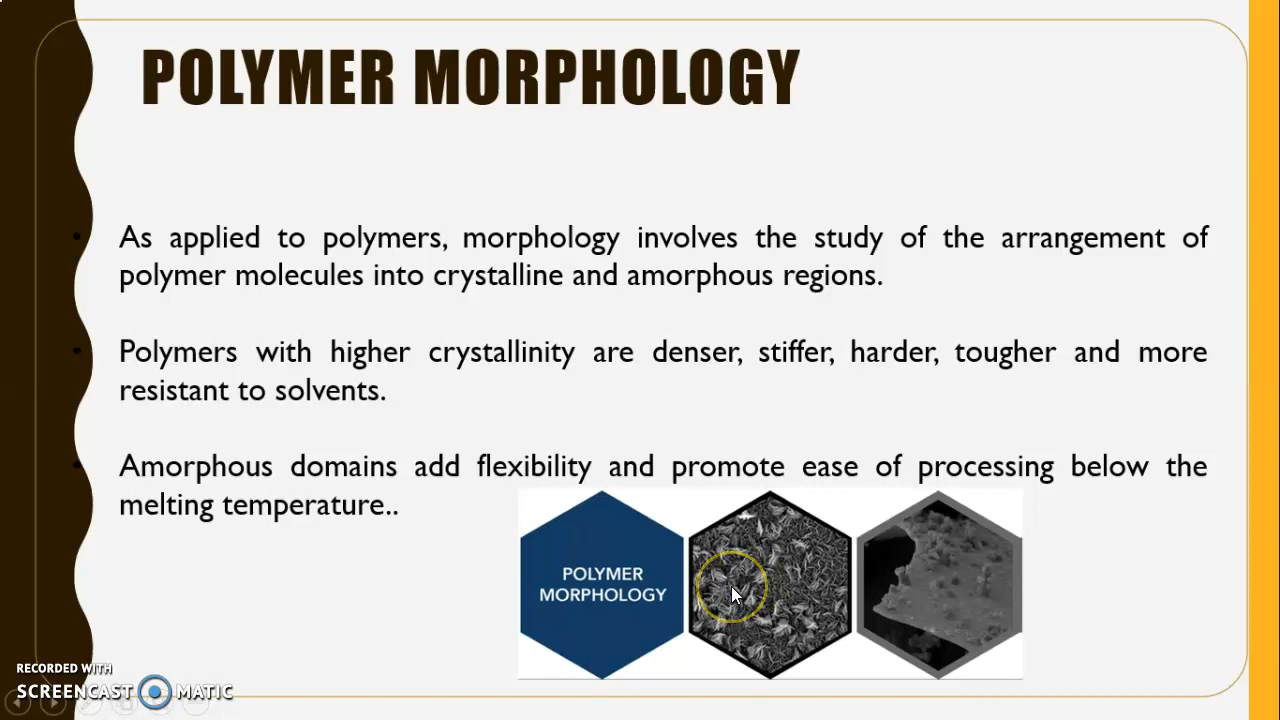 POLYMER MORPHOLOGY
• As applied to polymers, morphology involves the study of the arrangement of
polymer molecules into crystalline and amorphous regions.
• Polymers with higher crystallinity are denser, stiffer, harder, tougher and more
resistant to solvents.
• Amorphous domains add flexibility and promote ease of processing below the
melting temperature..
POLYMER
MORPHOLOGY
RECORDED WITH
SCREENCAST MATIC